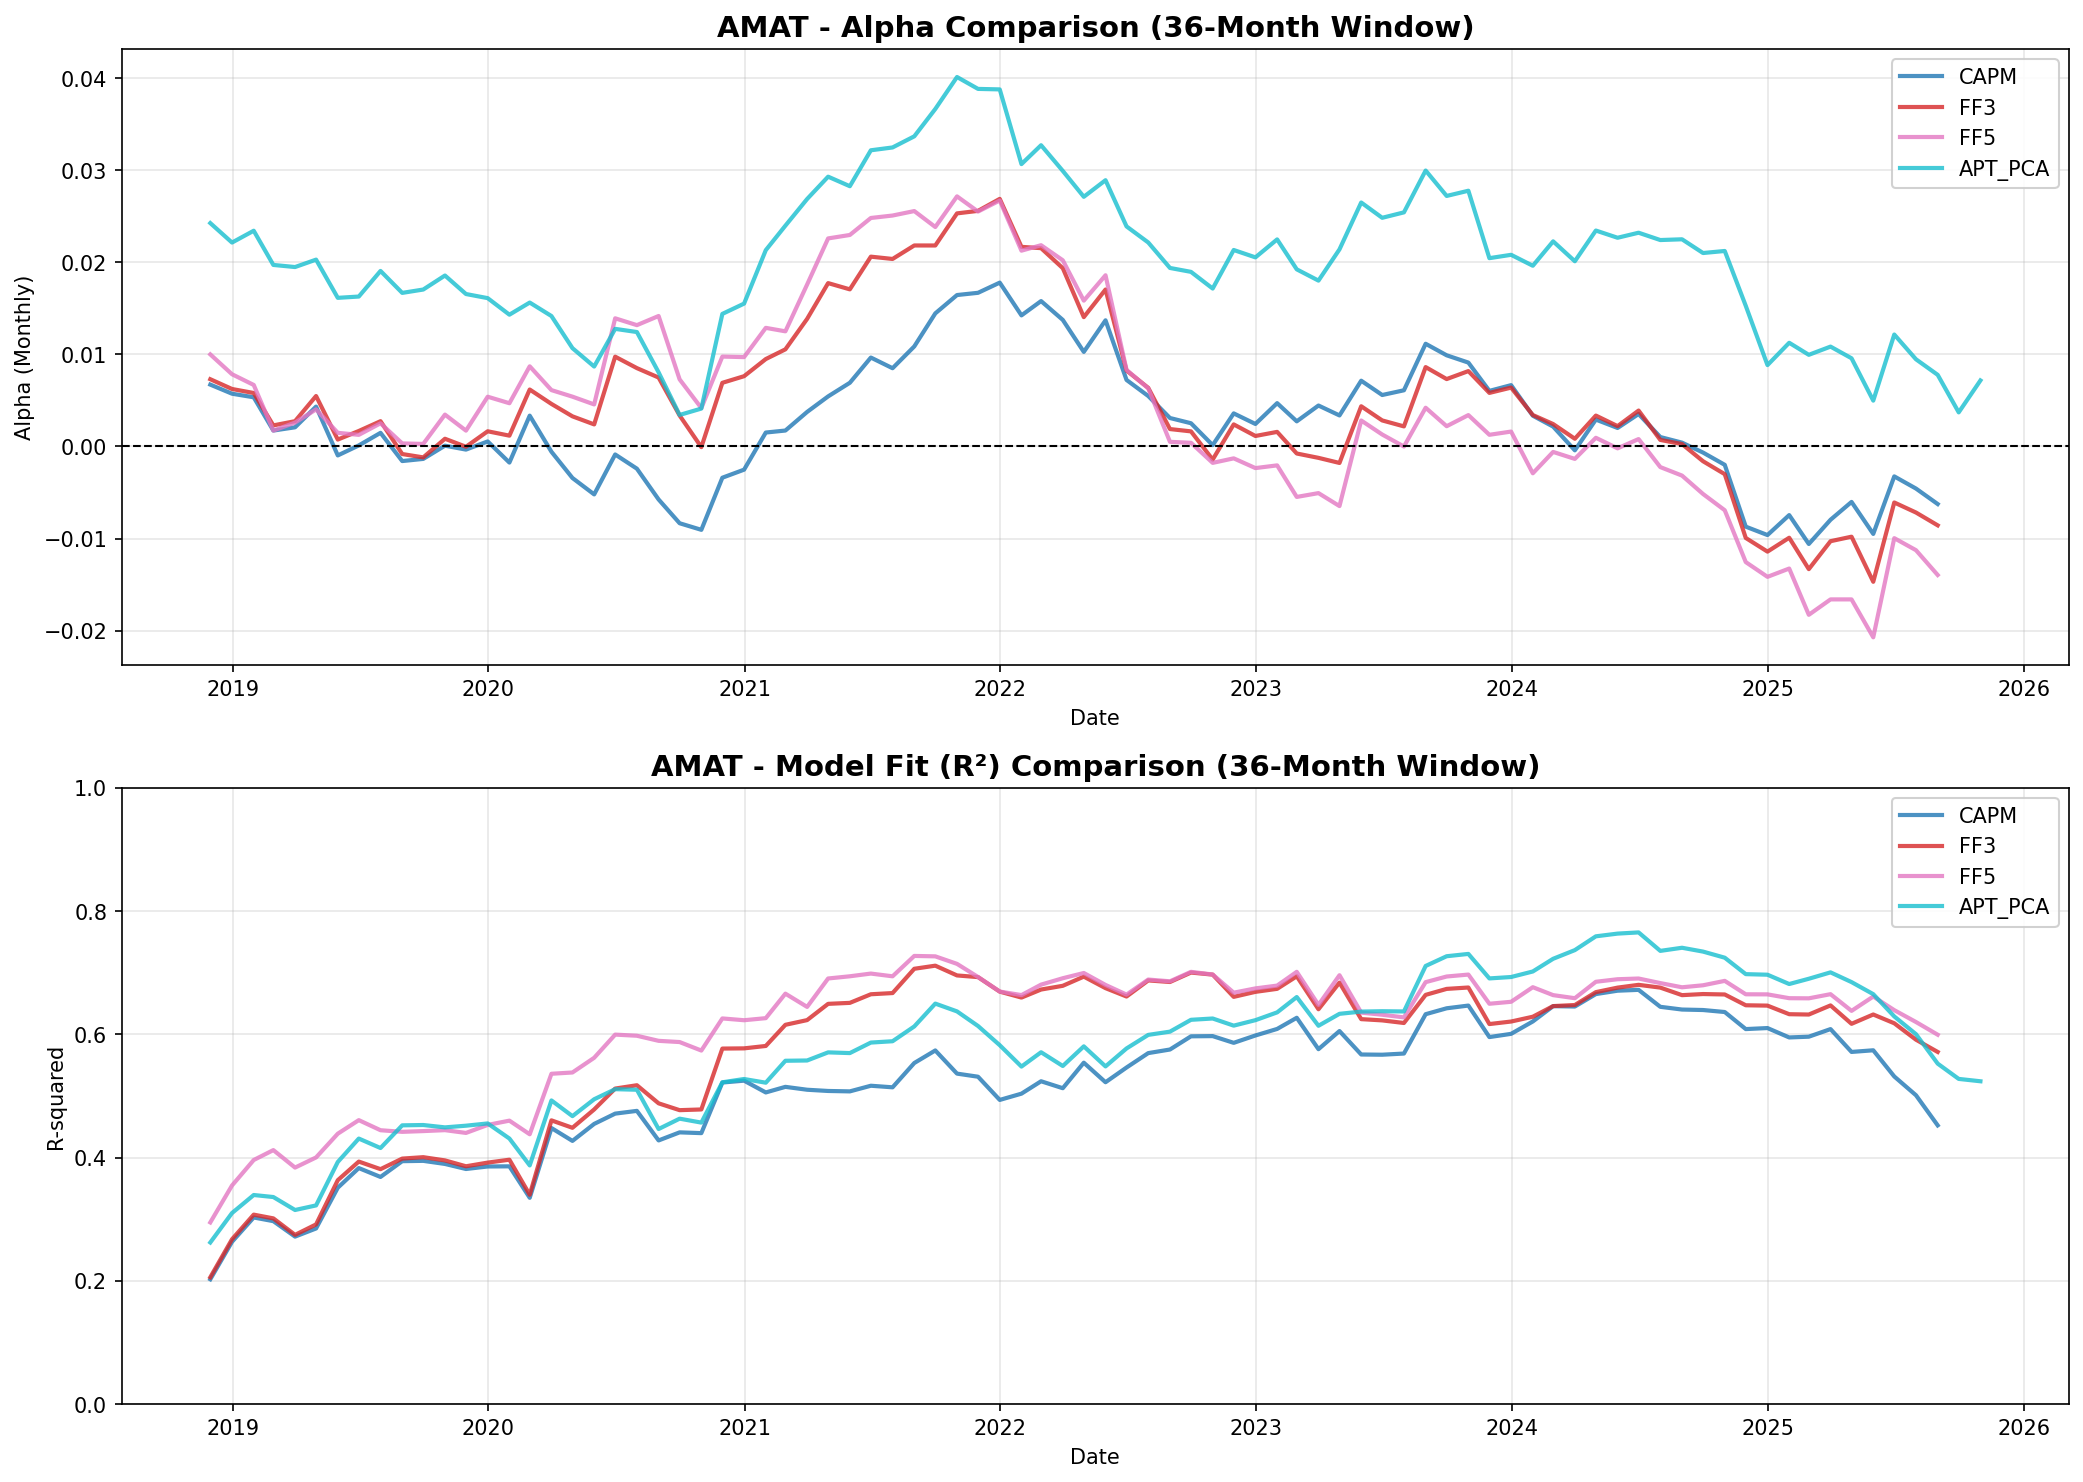 AMAT - Alpha Comparison (36-Month Window)
Alpha (Monthly)
0.04
0.03
0.02
0.01
0.00
−0.01
−0.02
CAPM
FF3
FF5
APT_PCA
2019 2020 2021 2022 2023 2024 2025 2026
Date
AMAT - Model Fit (R²) Comparison (36-Month Window)
R-squared
1.0
0.8
0.6
0.4
0.2
0.0
CAPM
FF3
FF5
APT_PCA
2019 2020 2021 2022 2023 2024 2025 2026
Date